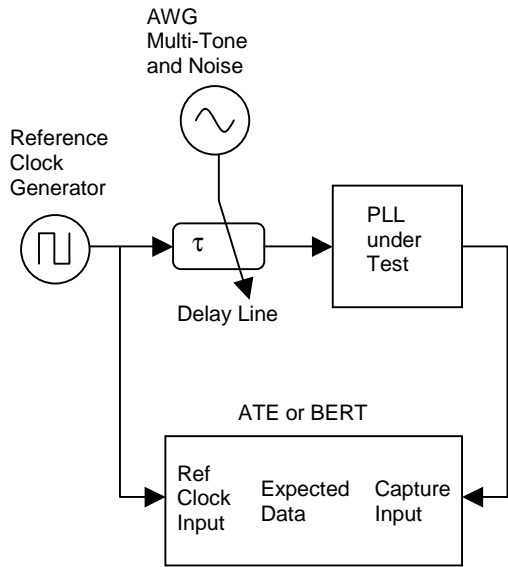 AWG
Multi-Tone
and Noise
Reference
Clock
Generator
τ
PLL
under
Test
Delay Line
ATE or BERT
Ref
Clock
Input
Expected
Data
Capture
Input